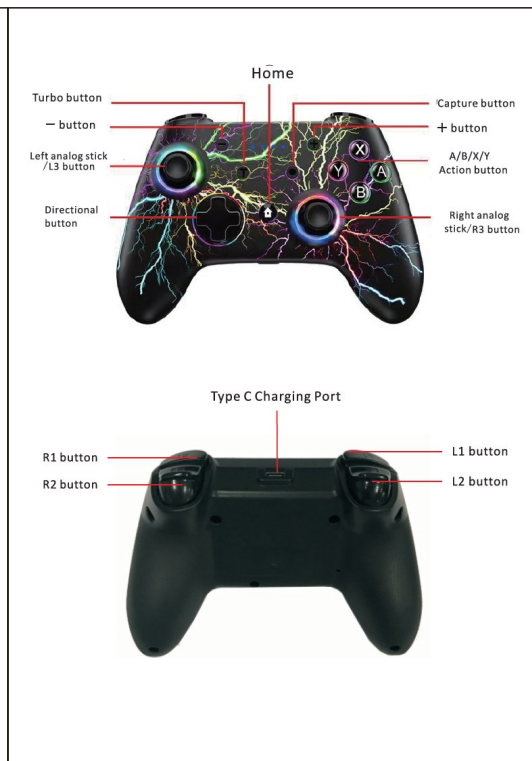 Home
Turbo button
Capture button
− button
+ button
Left analog stick
/L3 button
A/B/X/Y
Action button
X
Y
A
B
T
Directional
button
Right analog
stick/R3 button
Type C Charging Port
R1 button
L1 button
R2 button
L2 button